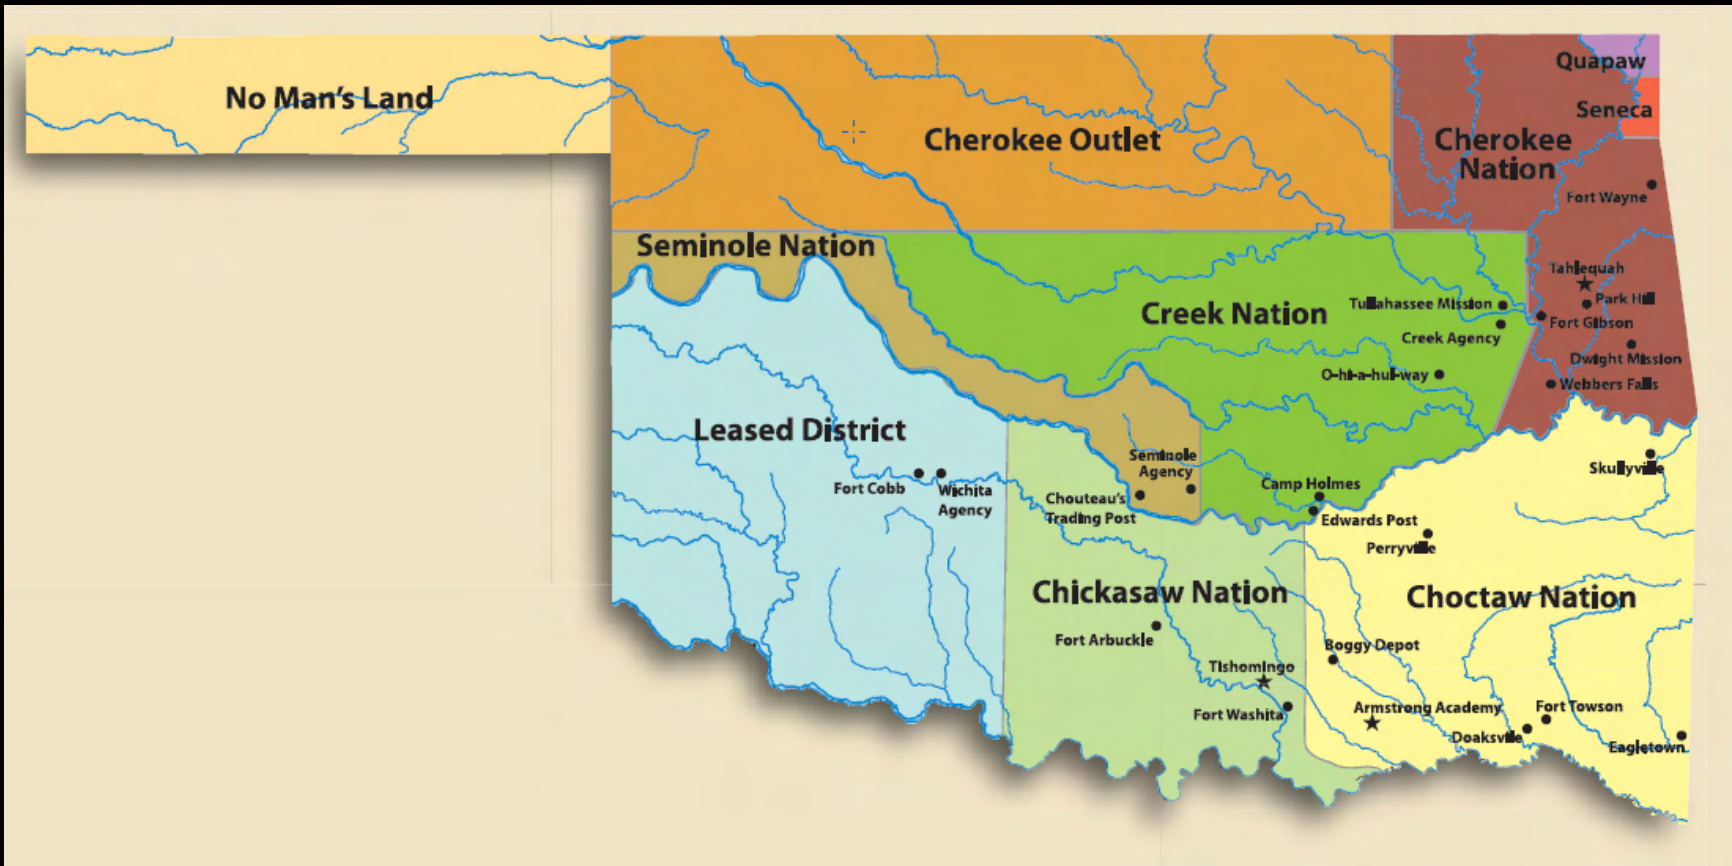 No Man's Land
Cherokee Outlet
Quapaw
Seneca
Cherokee
Nation
Fort Wayne
Seminole Nation
Tahlequah
Park Hill
Creek Nation
Tullahassee Mission
Fort Gibson
Creek Agency
Dwight Mission
O-hi-a-hul-way
Webbers Falls
Leased District
Seminole
Agency
Skullyville
Fort Cobb
Wichita
Agency
Chouteau's
Trading Post
Camp Holmes
Edwards Post
Perryville
Chickasaw Nation
Choctaw Nation
Fort Arbuckle
Boggy Depot
Tishomingo
Fort Washita
Armstrong Academy
Fort Towson
Doaksville
Eagletown